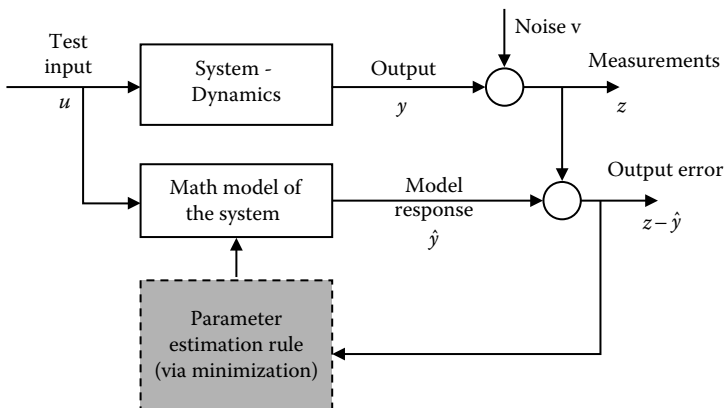 Test
input
u
System -
Dynamics
Output
y
Noise v
Measurements
z
Math model of
the system
Model
response
ŷ
Output error
z – ŷ
Parameter
estimation rule
(via minimization)